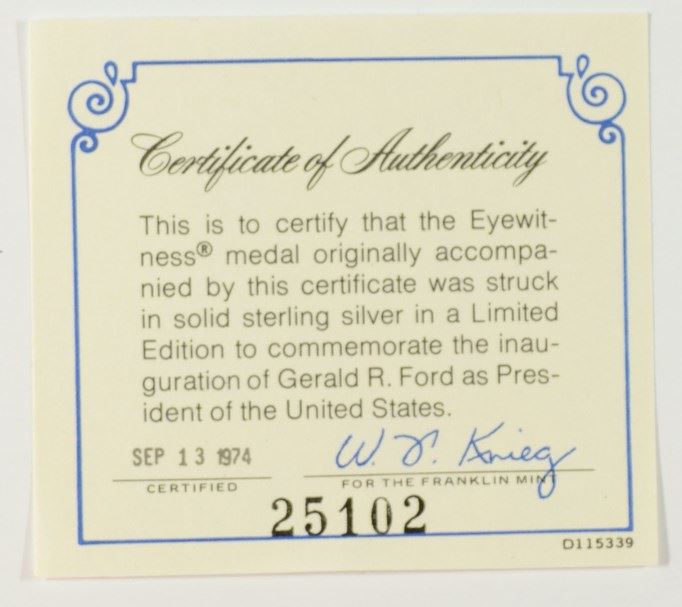 Certificate of Authenticity
This is to certify that the Eyewit-
ness® medal originally accompa-
nied by this certificate was struck
in solid sterling silver in a Limited
Edition to commemorate the inau-
guration of Gerald R. Ford as Pres-
ident of the United States.
SEP 13 1974
W. F. Krieg
CERTIFIED
FOR THE FRANKLIN MINT
25102
D115339